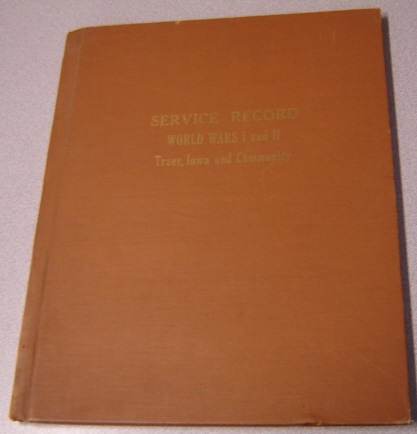 SERVICE RECORD
WORLD WARS I and II
Traer, Iowa and Community